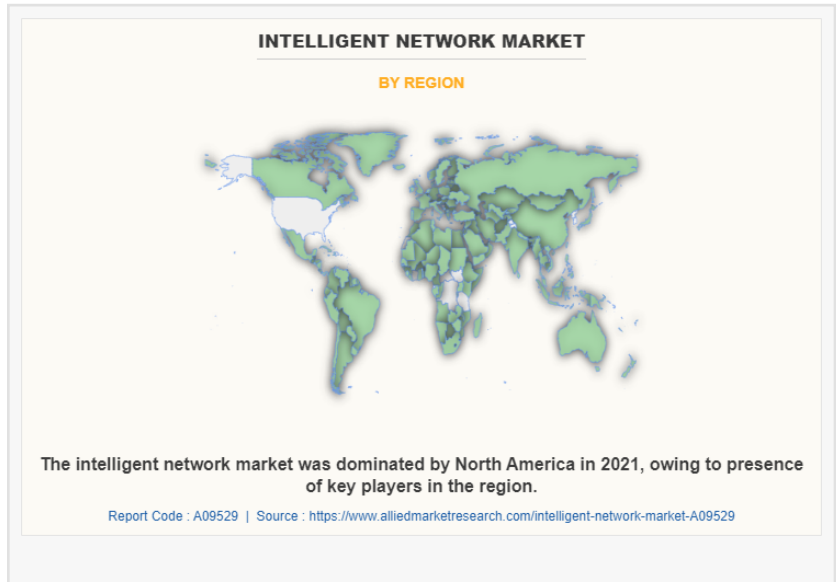 INTELLIGENT NETWORK MARKET
BY REGION
The intelligent network market was dominated by North America in 2021, owing to presence
of key players in the region.
Report Code : A09529 | Source : https://www.alliedmarketresearch.com/intelligent-network-market-A09529